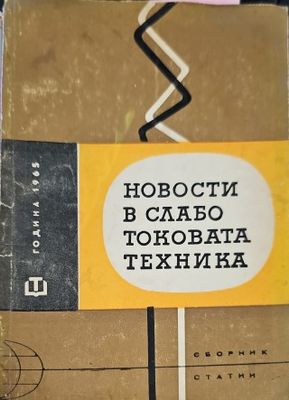 НОВОСТИ
В СЛАБО
ТОКОВАТА
ТЕХНИКА
ГОДИНА 1965
СБОРНИК
СТАТИИ